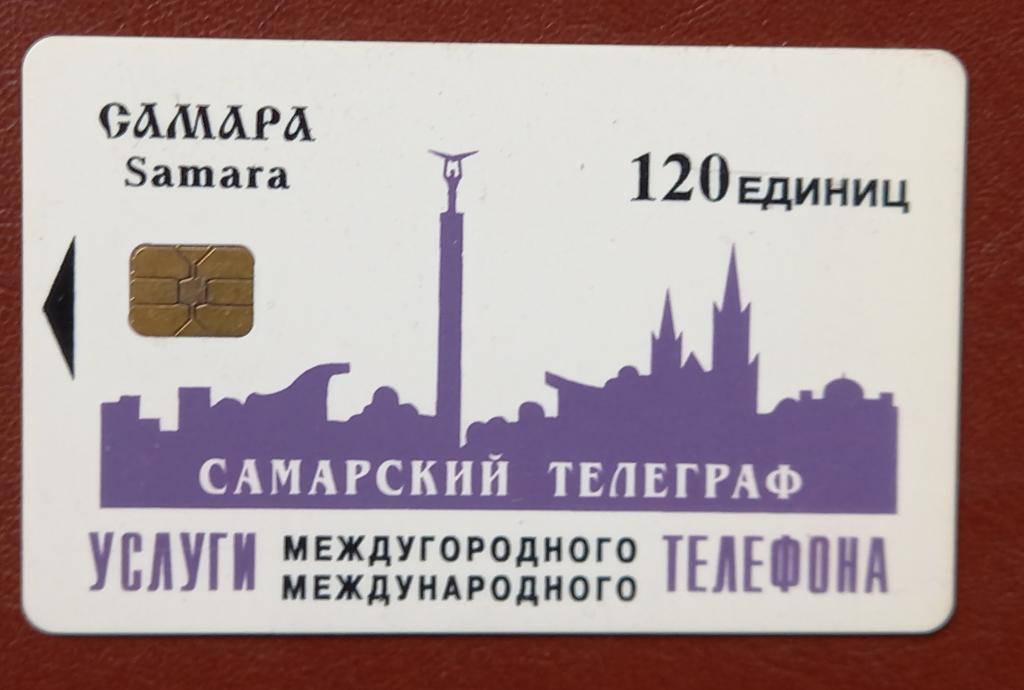 САМАРА
Samara
120 ЕДИНИЦ
САМАРСКИЙ ТЕЛЕГРАФ
УСЛУГИ МЕЖДУГОРОДНОГО ТЕЛЕФОНА
МЕЖДУНАРОДНОГО